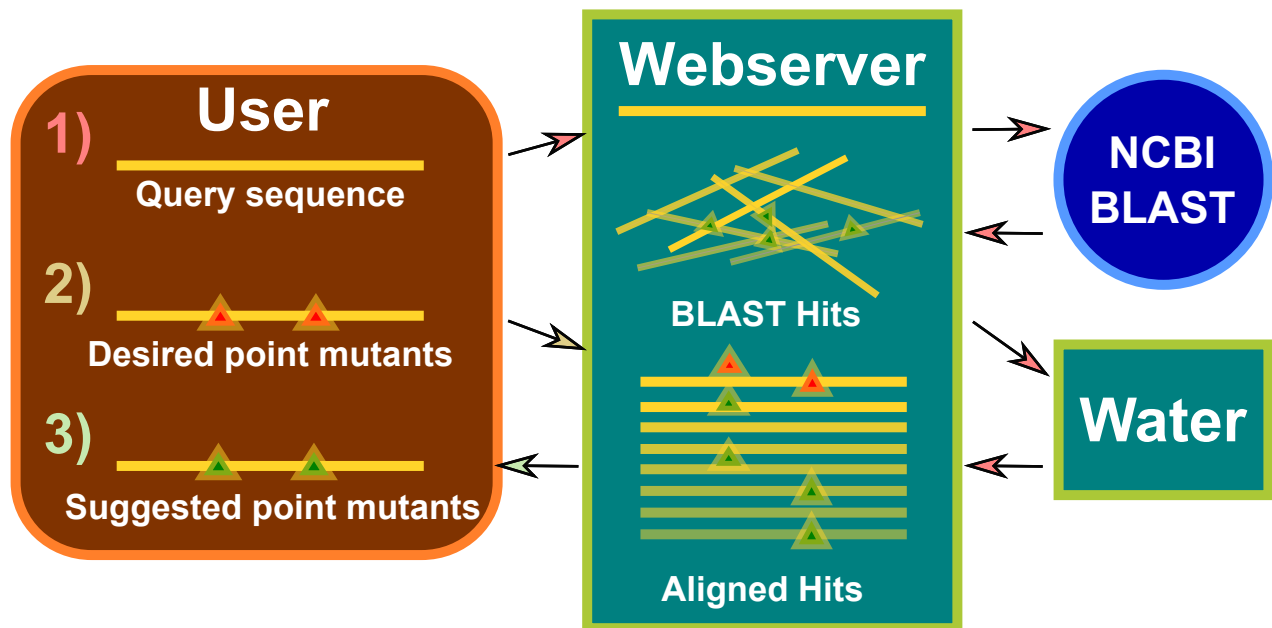 User
1)
Query sequence
2)
Desired point mutants
3)
Suggested point mutants
Webserver
BLAST Hits
Aligned Hits
NCBI
BLAST
Water